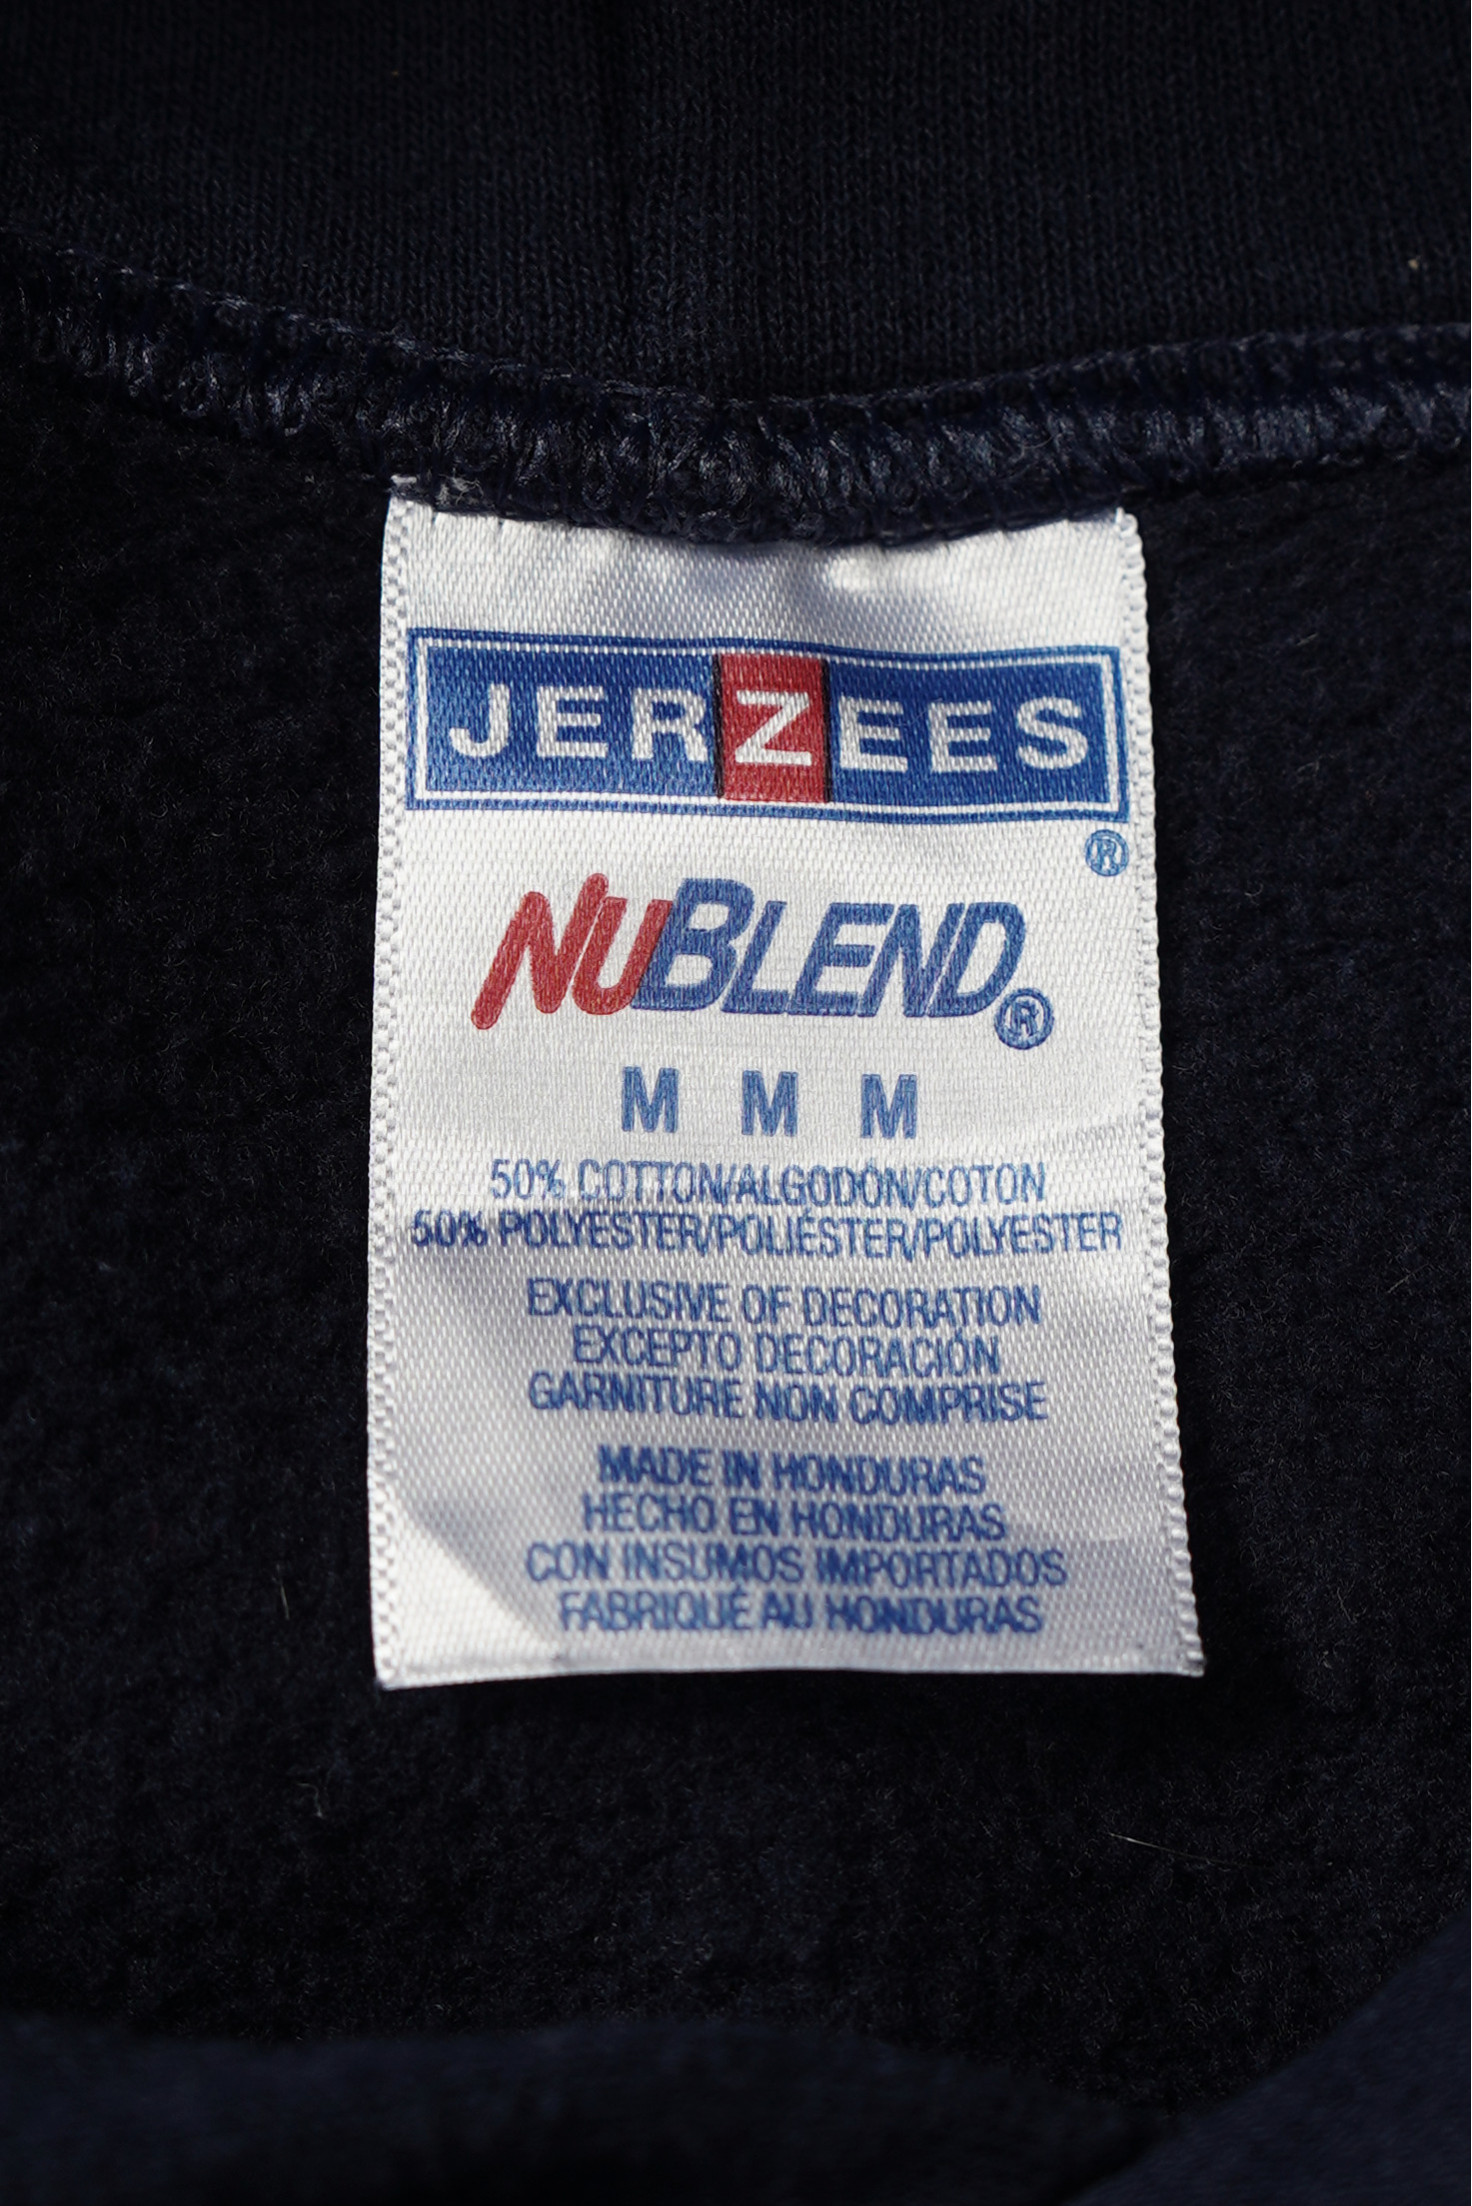 JERZEES
®
NUBLEND®
M M M
50% COTTON/ALGODÓN/COTON
50% POLYESTER/POLIÉSTER/POLYESTER
EXCLUSIVE OF DECORATION
EXCEPTO DECORACIÓN
GARNITURE NON COMPRISE
MADE IN HONDURAS
HECHO EN HONDURAS
CON INSUMOS IMPORTADOS
FABRIQUÉ AU HONDURAS